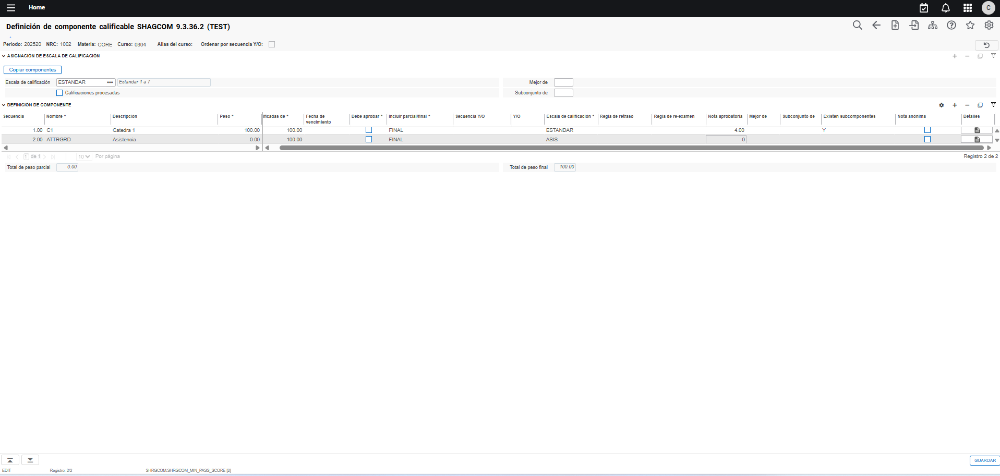 Home
C
Definición de componente calificable SHAGCOM 9.3.36.2 (TEST)
Periodo: 202520 NRC: 1002 Materia: CORE Curso: 0304 Alias del curso: Ordenar por secuencia Y/O:
ASIGNACIÓN DE ESCALA DE CALIFICACIÓN
Copiar componentes
Escala de calificación ESTANDAR Estandar 1 a 7 Mejor de
Calificaciones procesadas Subconjunto de
DEFINICIÓN DE COMPONENTE
Secuencia Nombre * Descripción Peso * ificadas de * Fecha de vencimiento Debe aprobar * Incluir parcial/final * Secuencia Y/O Y/O Escala de calificación * Regla de retraso Regla de re-examen Nota aprobatoria Mejor de Subconjunto de Existen subcomponentes Nota anónima Detalles
1.00 C1 Catedra 1 100.00 100.00 FINAL ESTANDAR 4.00 Y
2.00 ATTRGRD Asistencia 0.00 100.00 FINAL ASIS 0
1 de 1 10 Por página Registro 2 de 2
Total de peso parcial 0.00 Total de peso final 100.00
GUARDAR
EDIT Registro: 2/2 SHRGCOM.SHRGCOM_MIN_PASS_SCORE [2]